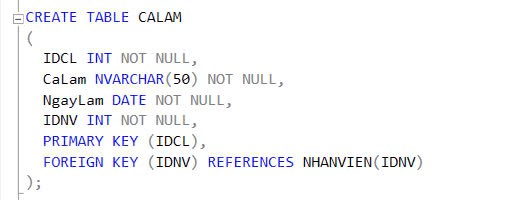 CREATE TABLE CALAM
(
IDCL INT NOT NULL,
CaLam NVARCHAR(50) NOT NULL,
NgayLam DATE NOT NULL,
IDNV INT NOT NULL,
PRIMARY KEY (IDCL),
FOREIGN KEY (IDNV) REFERENCES NHANVIEN(IDNV)
);